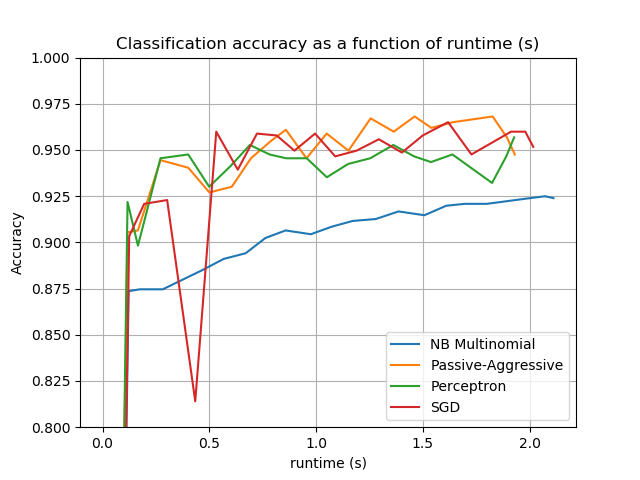 Classification accuracy as a function of runtime (s)
1.000
0.975
0.950
0.925
0.900
0.875
0.850
0.825
0.800
Accuracy
0.0
0.5
1.0
1.5
2.0
runtime (s)
NB Multinomial
Passive-Aggressive
Perceptron
SGD